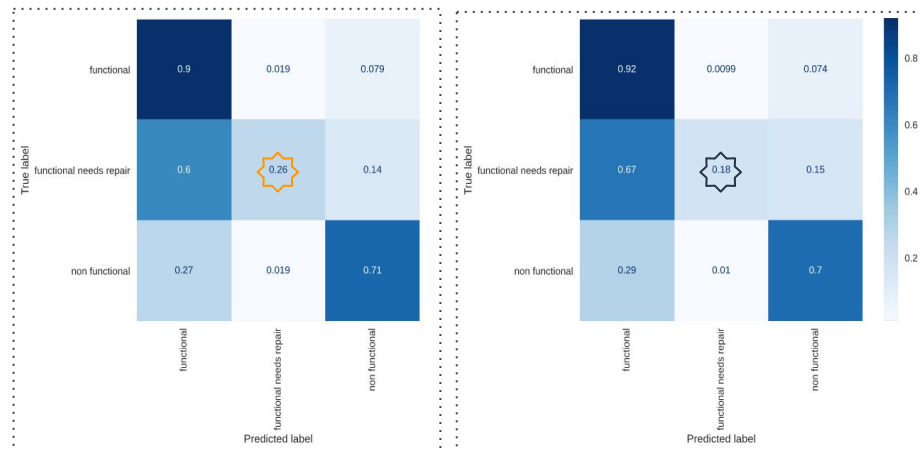 functional
0.9 0.019 0.079
True label
functional needs repair
0.6 0.26 0.14
non functional
0.27 0.019 0.71
functional
functional needs repair
non functional
Predicted label
functional
0.92 0.0099 0.074
True label
functional needs repair
0.67 0.18 0.15
non functional
0.29 0.01 0.7
functional
functional needs repair
non functional
Predicted label
0.8
0.6
0.4
0.2